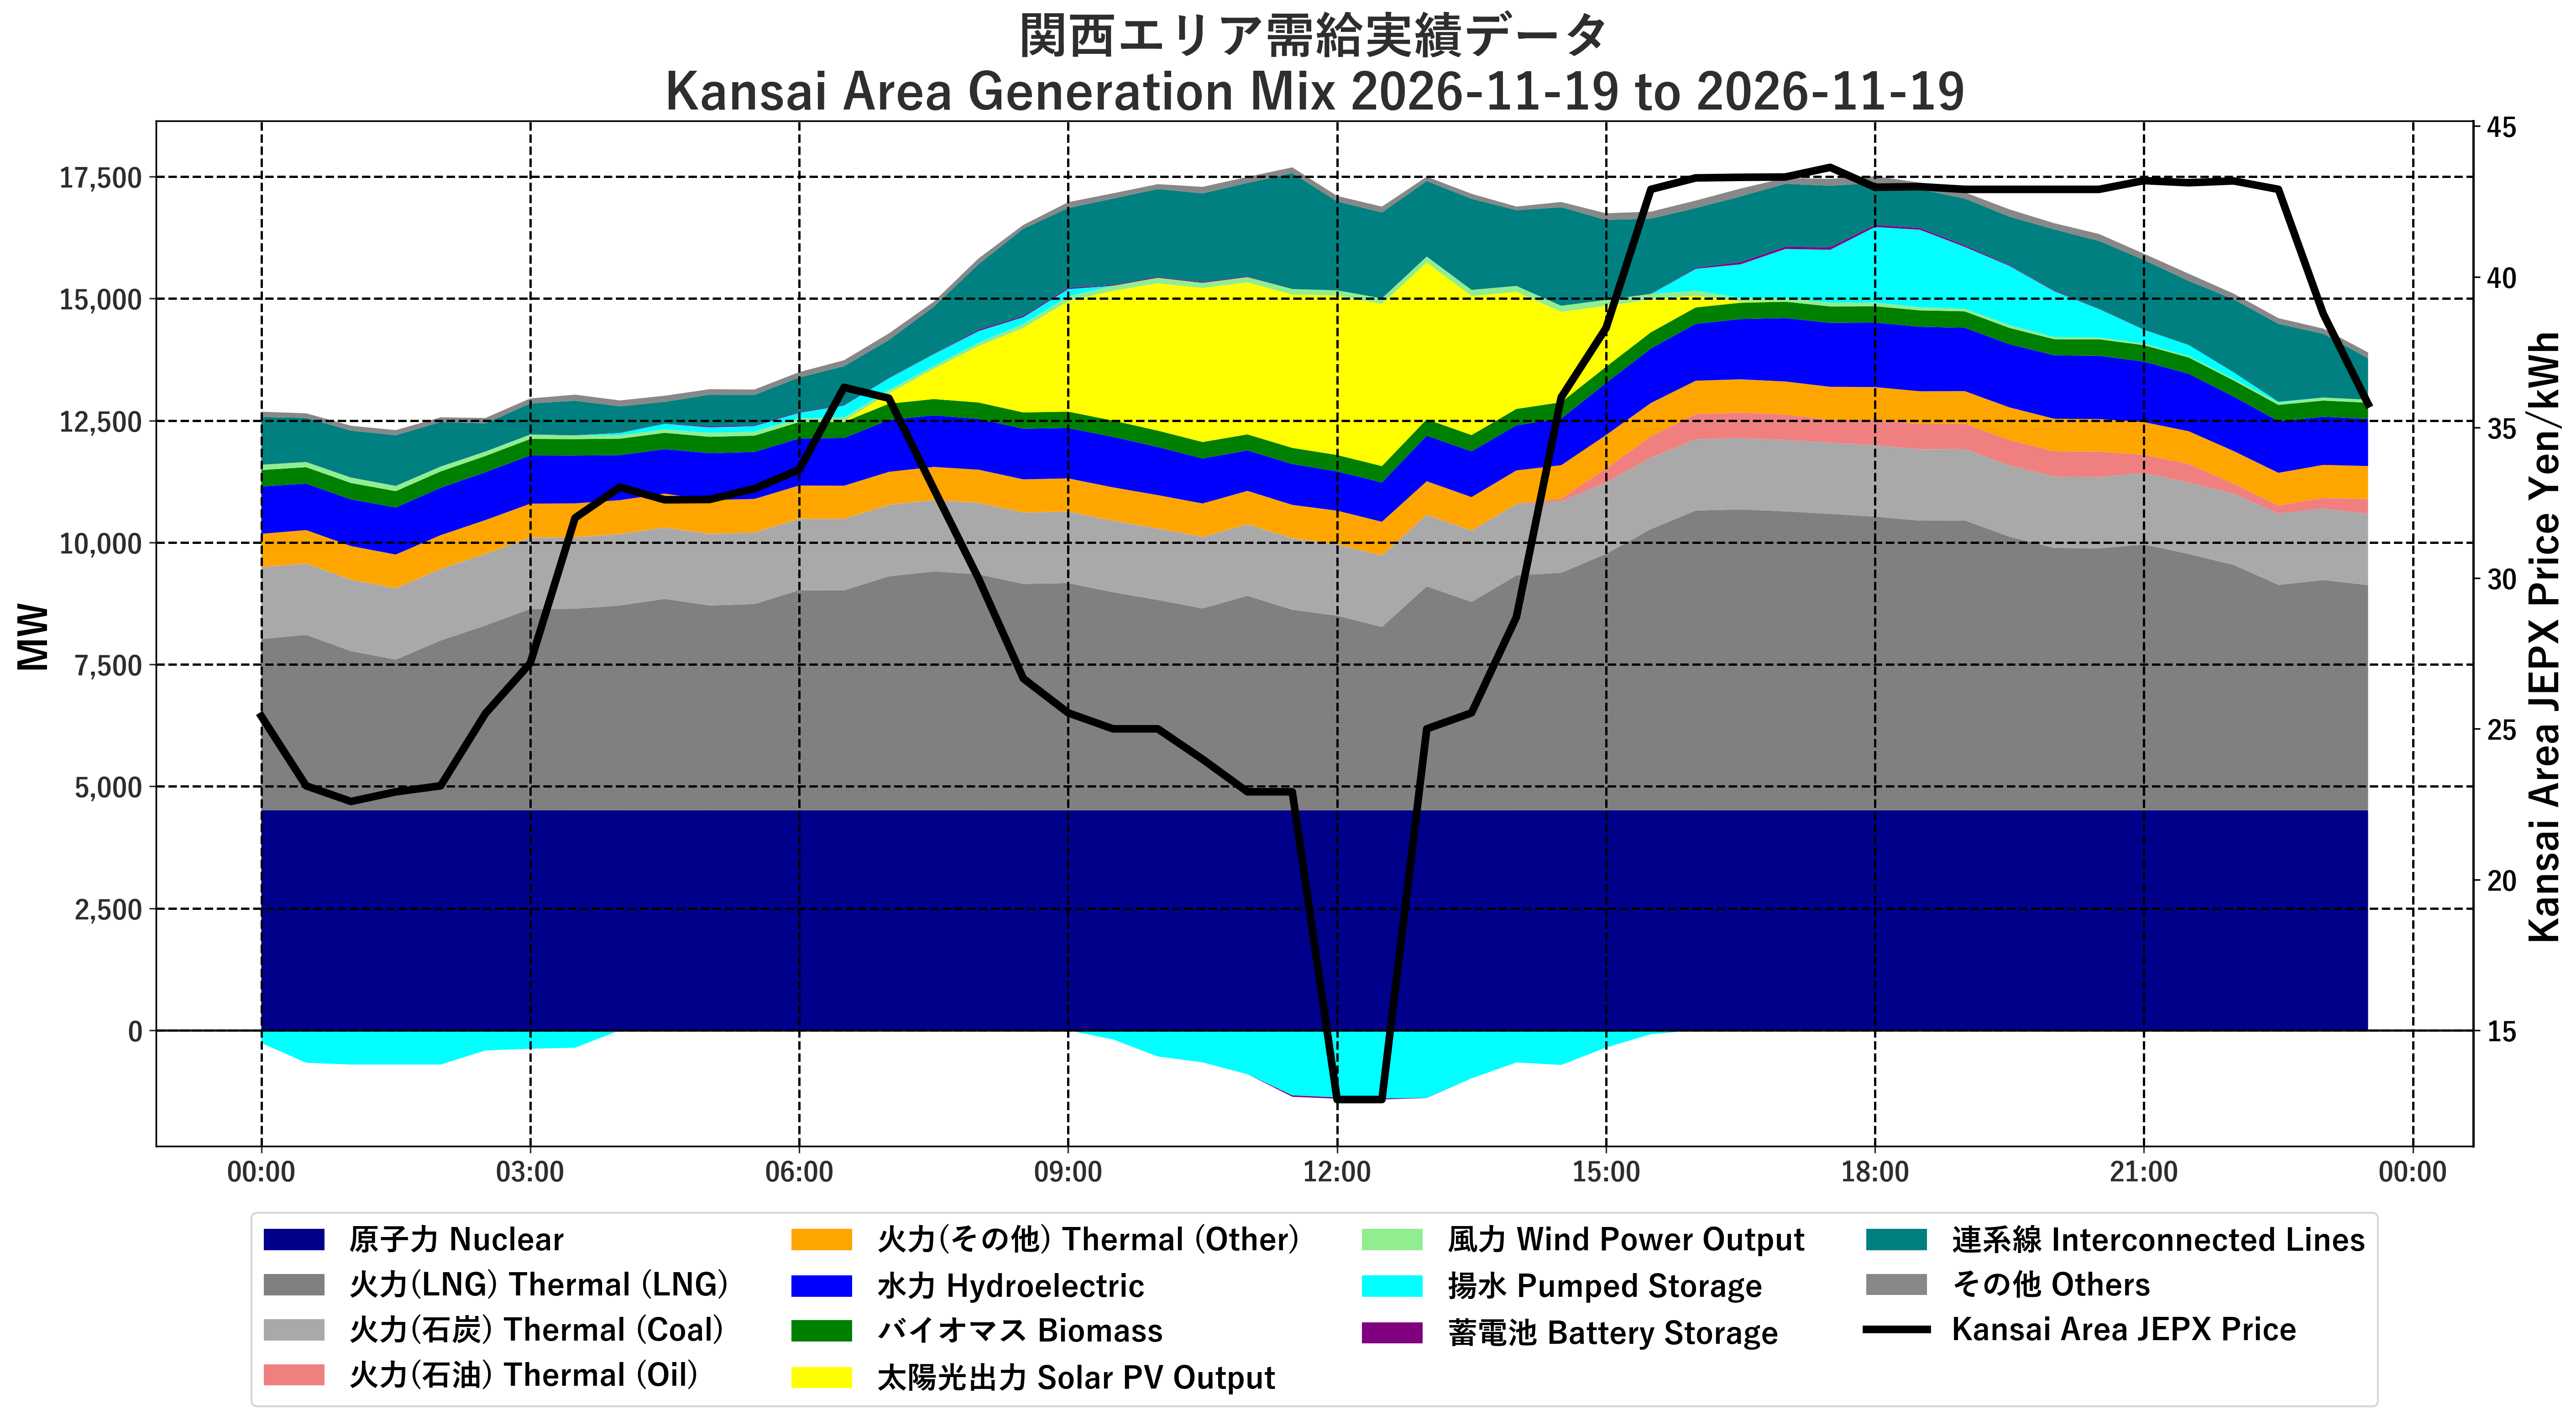 関西エリア需給実績データ
Kansai Area Generation Mix 2026-11-19 to 2026-11-19
MW
17,500
15,000
12,500
10,000
7,500
5,000
2,500
0
45
40
35
30
25
20
15
Kansai Area JEPX Price Yen/kWh
00:00 03:00 06:00 09:00 12:00 15:00 18:00 21:00 00:00
原子力 Nuclear
火力(LNG) Thermal (LNG)
火力(石炭) Thermal (Coal)
火力(石油) Thermal (Oil)
火力(その他) Thermal (Other)
水力 Hydroelectric
バイオマス Biomass
太陽光出力 Solar PV Output
風力 Wind Power Output
揚水 Pumped Storage
蓄電池 Battery Storage
連系線 Interconnected Lines
その他 Others
Kansai Area JEPX Price